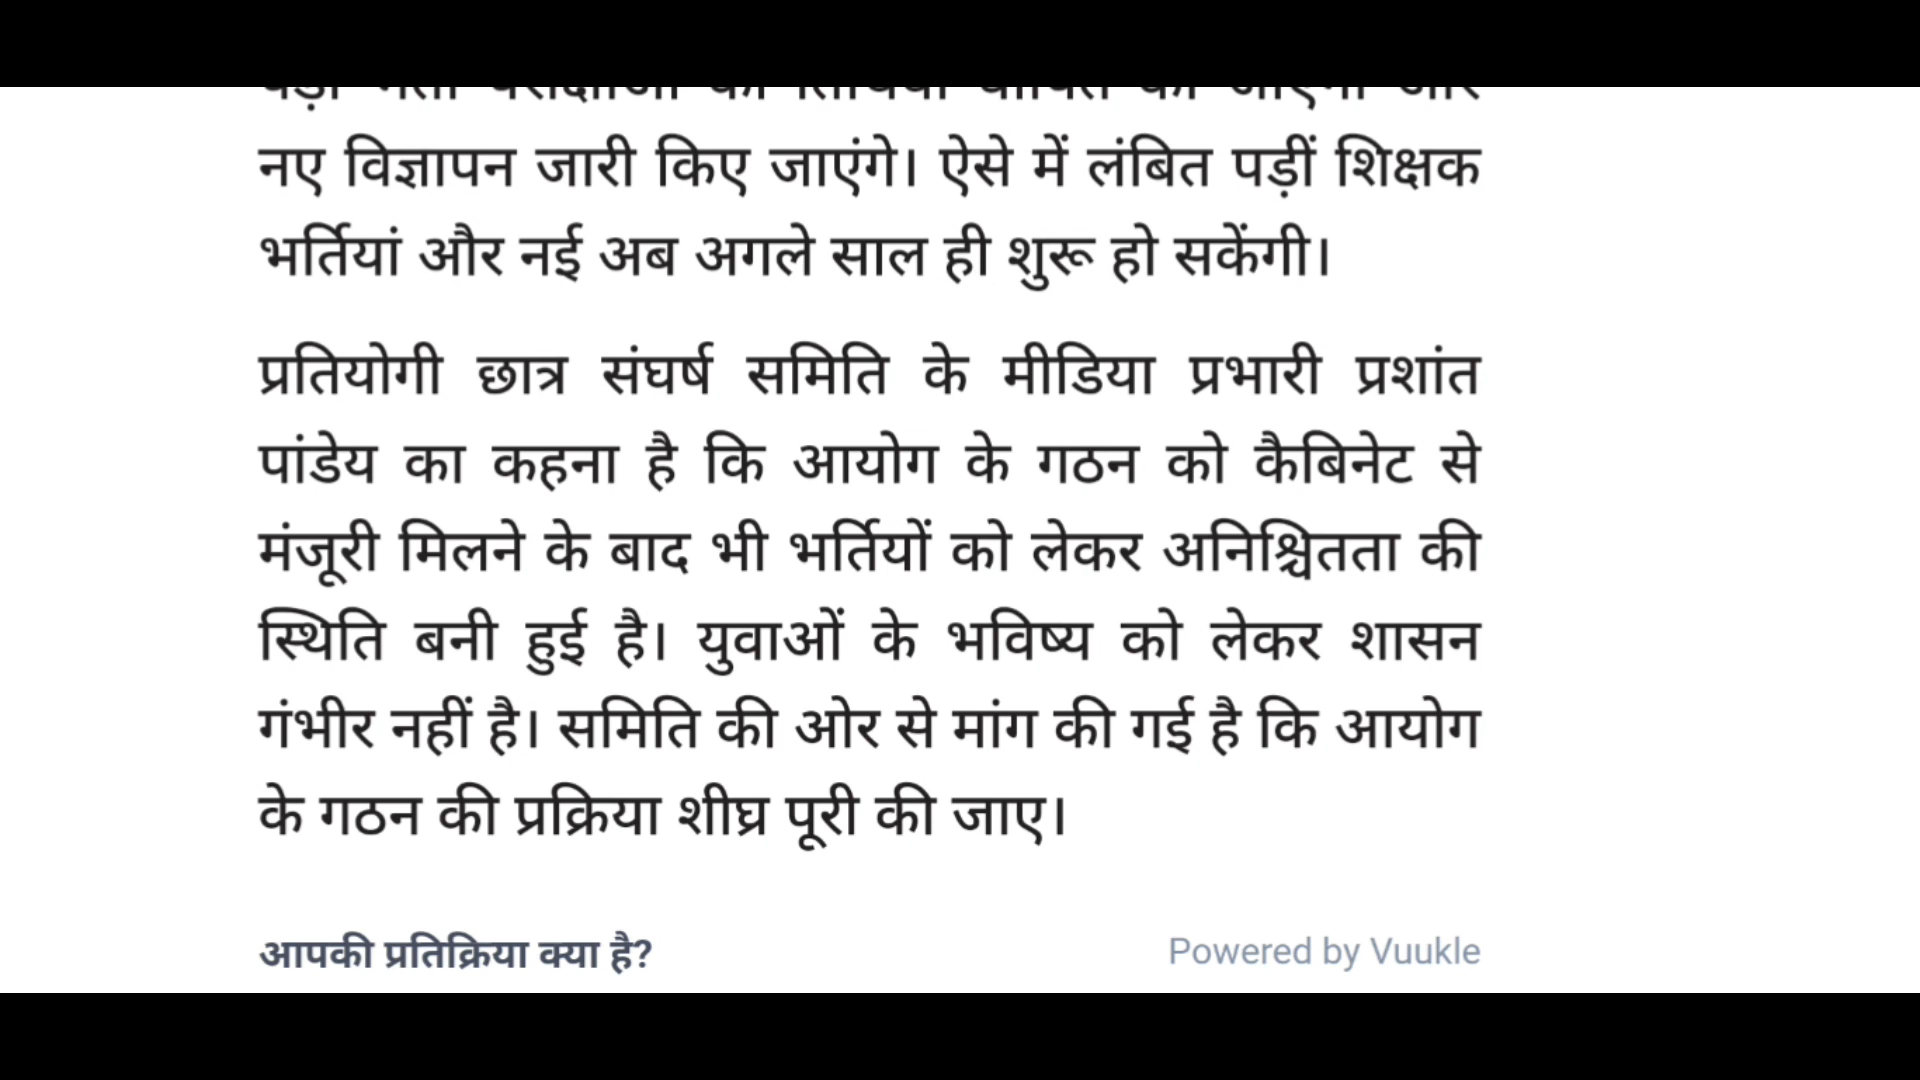 नए विज्ञापन जारी किए जाएंगे। ऐसे में लंबित पड़ीं शिक्षक
भर्तियां और नई अब अगले साल ही शुरू हो सकेंगी।
प्रतियोगी छात्र संघर्ष समिति के मीडिया प्रभारी प्रशांत
पांडेय का कहना है कि आयोग के गठन को कैबिनेट से
मंजूरी मिलने के बाद भी भर्तियों को लेकर अनिश्चितता की
स्थिति बनी हुई है। युवाओं के भविष्य को लेकर शासन
गंभीर नहीं है। समिति की ओर से मांग की गई है कि आयोग
के गठन की प्रक्रिया शीघ्र पूरी की जाए।
आपकी प्रतिक्रिया क्या है? Powered by Vuukle